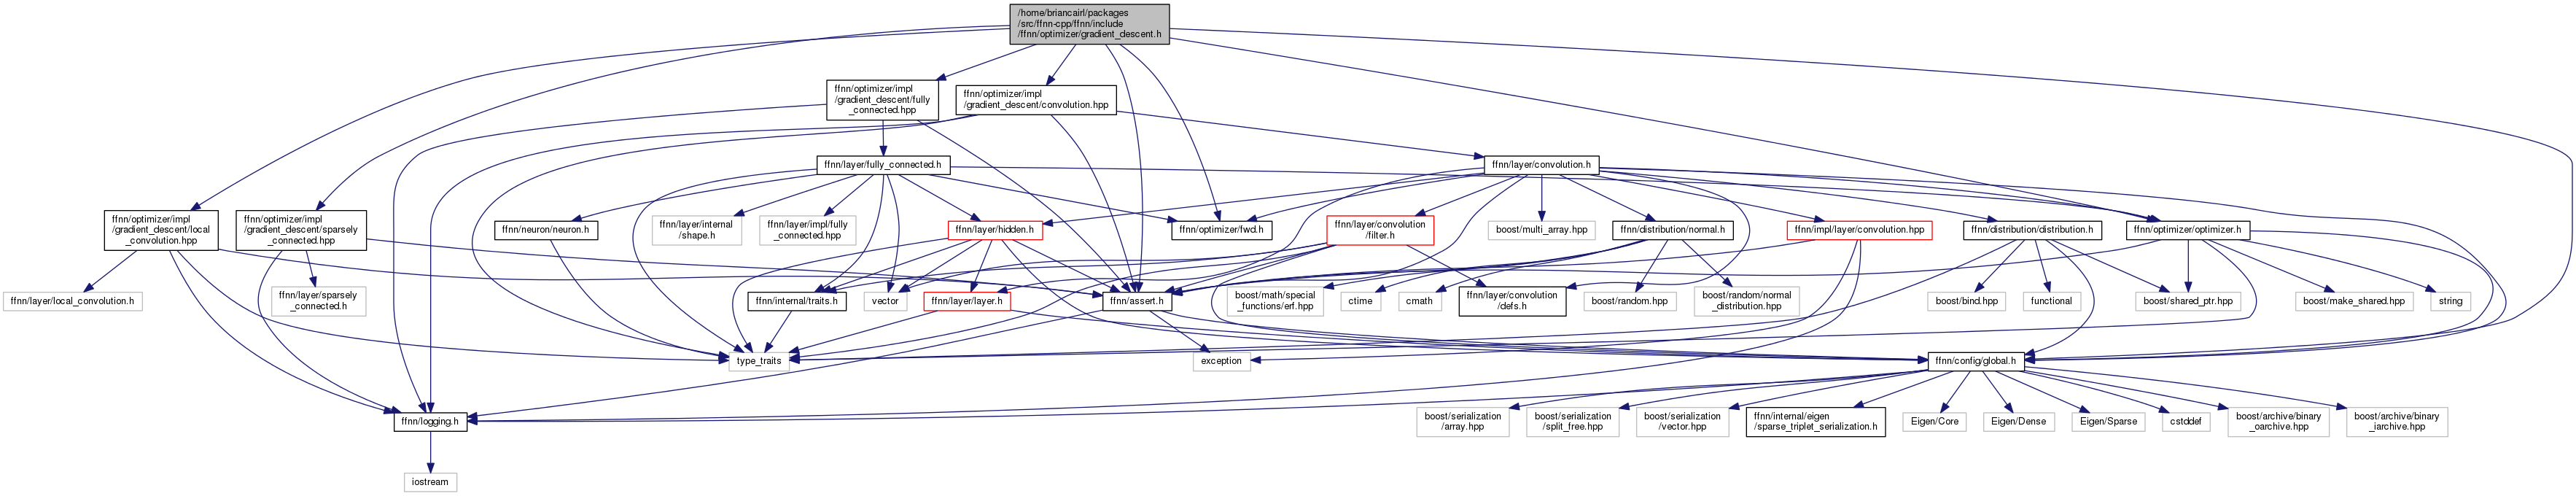 /home/briancairl/packages
/src/ffnn-cpp/ffnn/include
/ffnn/optimizer/gradient_descent.h
ffnn/optimizer/impl
/gradient_descent/fully
_connected.hpp
ffnn/optimizer/impl
/gradient_descent/convolution.hpp
ffnn/layer/fully_connected.h
ffnn/layer/convolution.h
ffnn/optimizer/impl
/gradient_descent/local
_convolution.hpp
ffnn/optimizer/impl
/gradient_descent/sparsely
_connected.hpp
ffnn/neuron/neuron.h
ffnn/layer/internal
/shape.h
ffnn/layer/impl/fully
_connected.hpp
ffnn/layer/hidden.h
ffnn/optimizer/fwd.h
ffnn/layer/convolution
/filter.h
boost/multi_array.hpp
ffnn/distribution/normal.h
ffnn/impl/layer/convolution.hpp
ffnn/distribution/distribution.h
ffnn/optimizer/optimizer.h
ffnn/layer/local_convolution.h
ffnn/layer/sparsely
_connected.h
ffnn/internal/traits.h
vector
ffnn/layer/layer.h
ffnn/assert.h
boost/math/special
_functions/erf.hpp
ctime
cmath
ffnn/layer/convolution
/defs.h
boost/random.hpp
boost/random/normal
_distribution.hpp
boost/bind.hpp
functional
boost/shared_ptr.hpp
boost/make_shared.hpp
string
type_traits
exception
ffnn/config/global.h
ffnn/logging.h
boost/serialization
/array.hpp
boost/serialization
/split_free.hpp
boost/serialization
/vector.hpp
ffnn/internal/eigen
/sparse_triplet_serialization.h
Eigen/Core
Eigen/Dense
Eigen/Sparse
cstddef
boost/archive/binary
_oarchive.hpp
boost/archive/binary
_iarchive.hpp
iostream